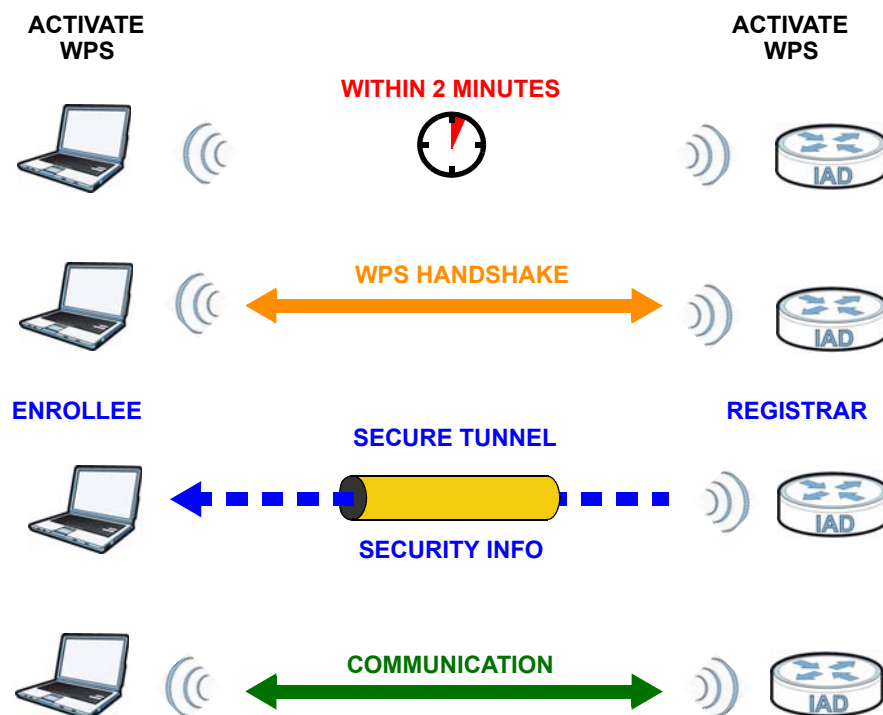 ACTIVATE
WPS
ACTIVATE
WPS
WITHIN 2 MINUTES
IAD
WPS HANDSHAKE
IAD
ENROLLEE
REGISTRAR
SECURE TUNNEL
IAD
SECURITY INFO
COMMUNICATION
IAD